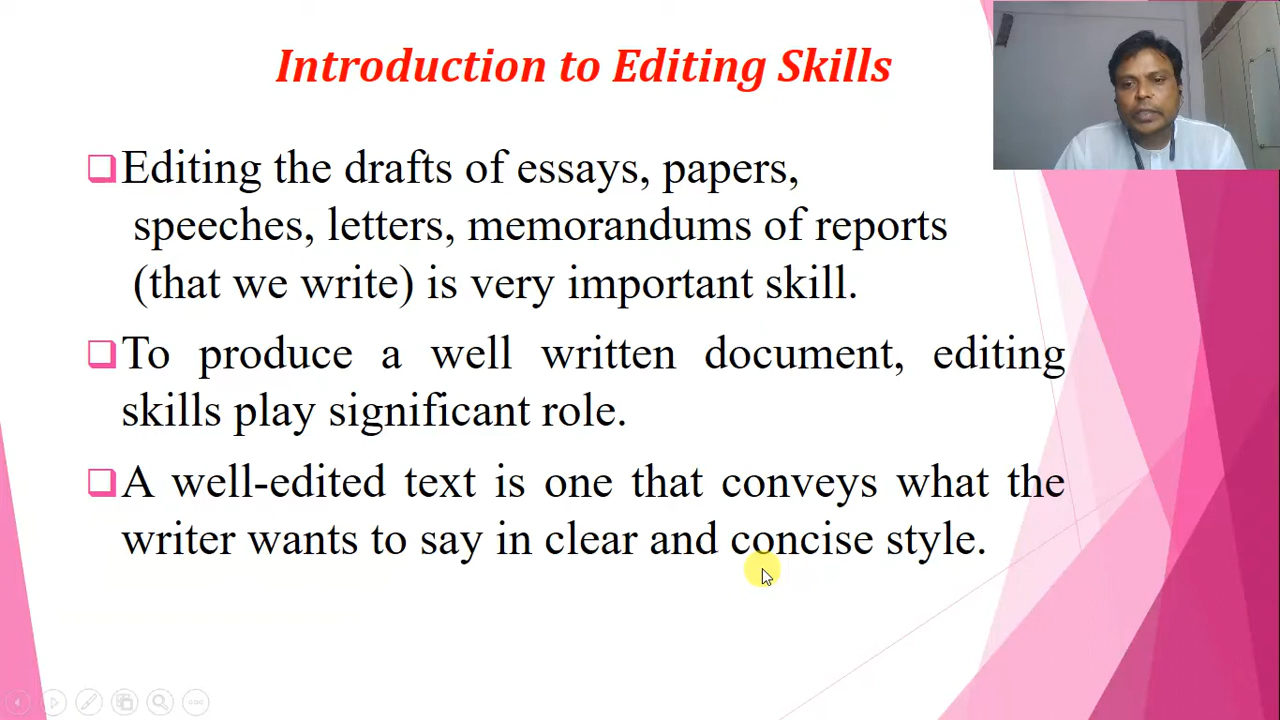 Introduction to Editing Skills
Editing the drafts of essays, papers,
speeches, letters, memorandums of reports
(that we write) is very important skill.
To produce a well written document, editing
skills play significant role.
A well-edited text is one that conveys what the
writer wants to say in clear and concise style.